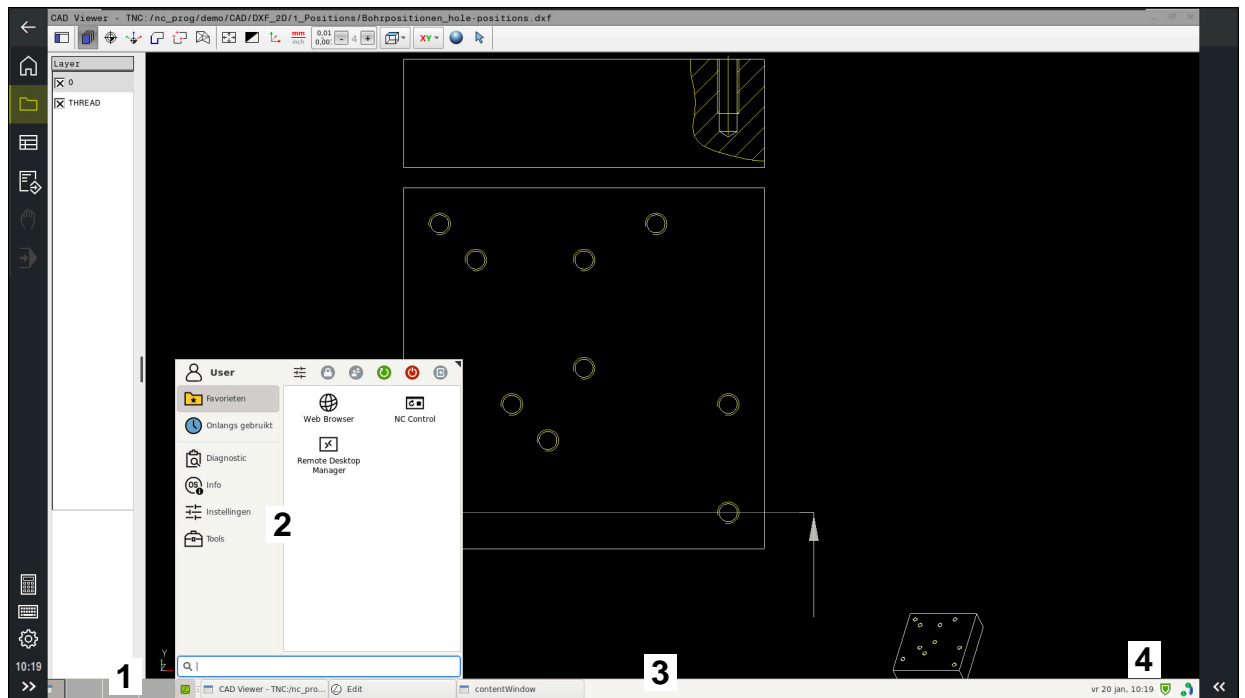 CAD Viewer - TNC:/nc_prog/demo/CAD/DXF_2D/1_Positions/Bohrpositionen_hole-positions.dxf
mm
inch
0,01
0,00
4
XY
Layer
0
THREAD
User
Favorieten
Onlangs gebruikt
Diagnostic
OS
Info
Instellingen
Tools
Web Browser
NC Control
Remote Desktop
Manager
2
Y
Z
10:19
1
CAD Viewer - TNC:/nc_pro...
Edit
contentWindow
3
4
vr 20 jan, 10:19